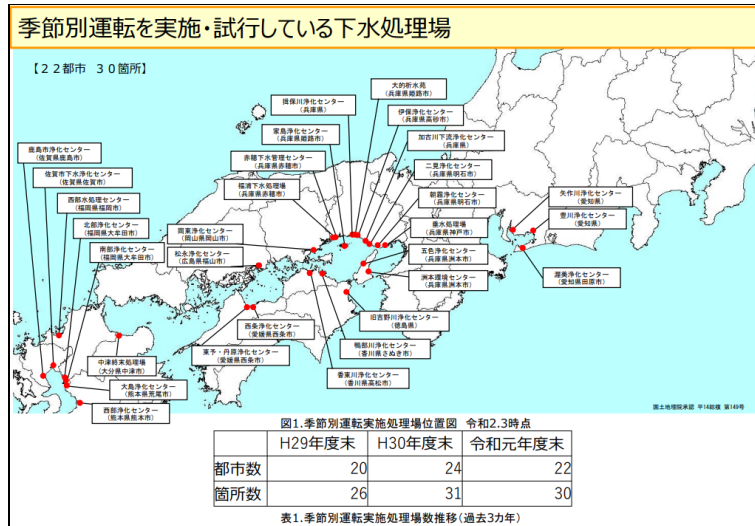 季節別運転を実施・試行している下水処理場
【２２都市 ３０箇所】
大的析水苑
（兵庫県姫路市）
揖保川浄化センター
（兵庫県）
伊保浄化センター
（兵庫県高砂市）
家島浄化センター
（兵庫県姫路市）
加古川下流浄化センター
（兵庫県）
鹿島市浄化センター
（佐賀県鹿島市）
赤穂下水管理センター
（兵庫県赤穂市）
二見浄化センター
（兵庫県明石市）
佐賀市下水浄化センター
（佐賀県佐賀市）
福浦下水処理場
（兵庫県赤穂市）
朝霧浄化センター
（兵庫県明石市）
矢作川浄化センター
（愛知県）
西部水処理センター
（福岡県福岡市）
豊川浄化センター
（愛知県）
北部浄化センター
（福岡県大牟田市）
岡東浄化センター
（岡山県岡山市）
垂水処理場
（兵庫県神戸市）
南部浄化センター
（福岡県大牟田市）
松永浄化センター
（広島県福山市）
五色浄化センター
（兵庫県洲本市）
渥美浄化センター
（愛知県田原市）
洲本環境センター
（兵庫県洲本市）
旧吉野川浄化センター
（徳島県）
西条浄化センター
（愛媛県西条市）
鴨部川浄化センター
（香川県さぬき市）
東予・丹原浄化センター
（愛媛県西条市）
中津終末処理場
（大分県中津市）
香東川浄化センター
（香川県高松市）
大島浄化センター
（熊本県荒尾市）
西部浄化センター
（熊本県熊本市）
国土地理院承認 平14総複 第149号
図1.季節別運転実施処理場位置図 令和2.3時点
H29年度末 H30年度末 令和元年度末
都市数 20 24 22
箇所数 26 31 30
表1.季節別運転実施処理場数推移（過去3カ年）